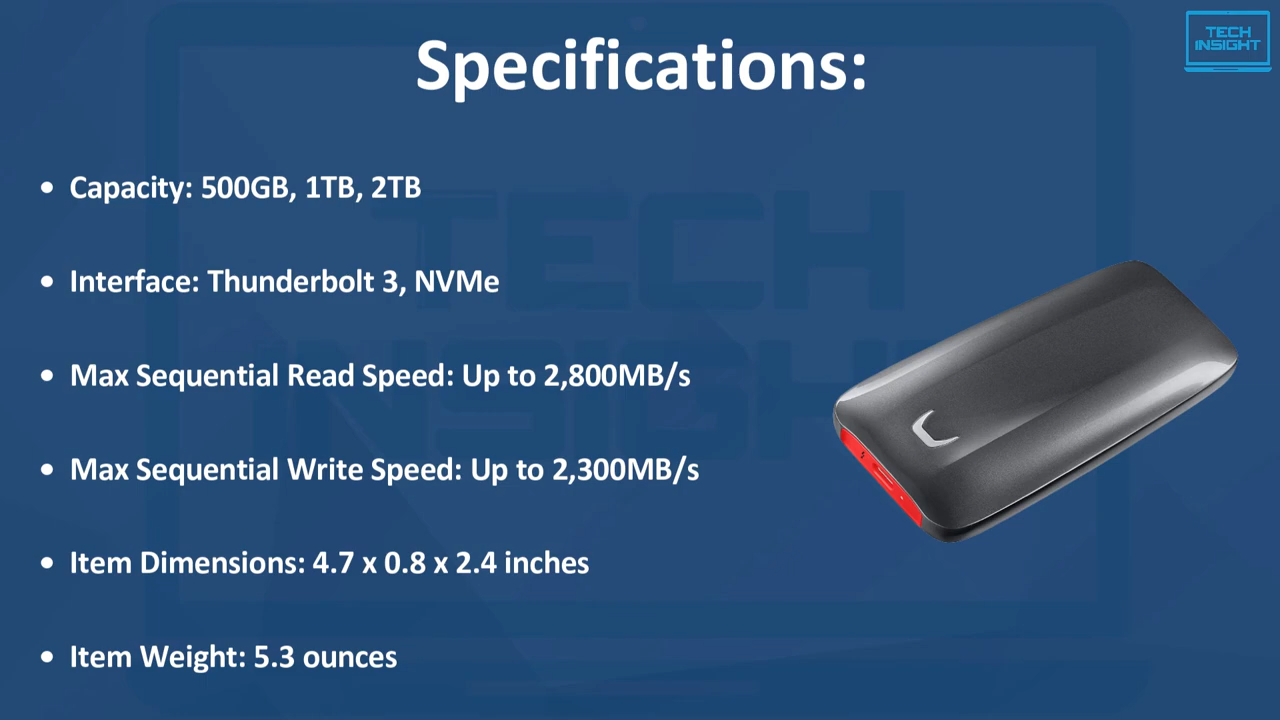 TECH
INSIGHT
Specifications:
• Capacity: 500GB, 1TB, 2TB
• Interface: Thunderbolt 3, NVMe
• Max Sequential Read Speed: Up to 2,800MB/s
• Max Sequential Write Speed: Up to 2,300MB/s
• Item Dimensions: 4.7 x 0.8 x 2.4 inches
• Item Weight: 5.3 ounces
TECH
INSIGHT